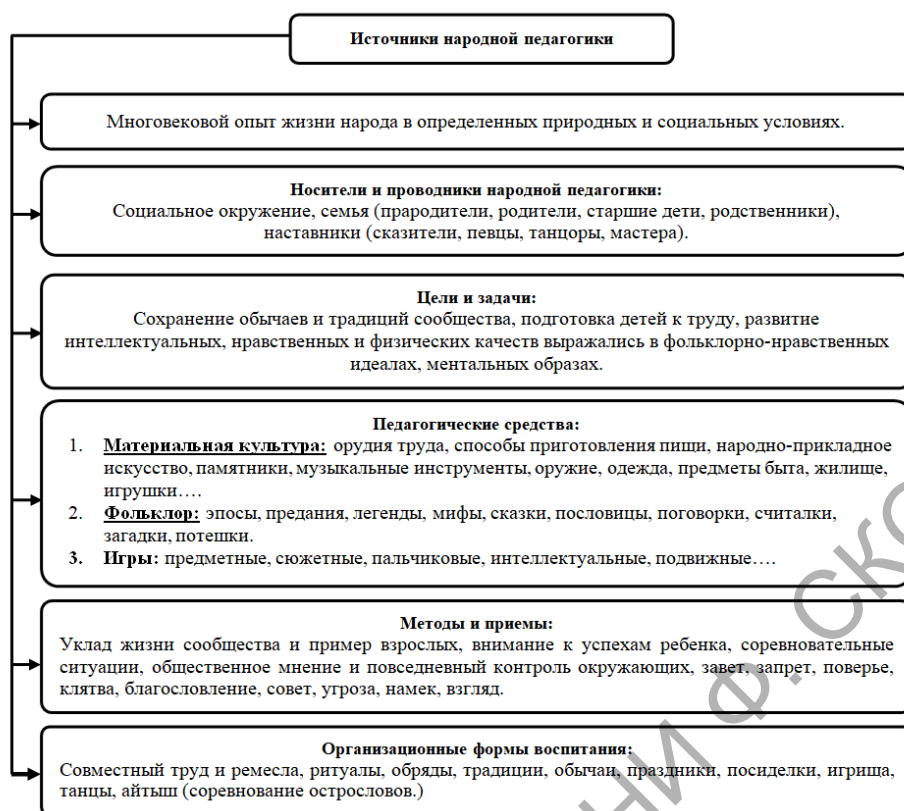 Источники народной педагогики
Многовековой опыт жизни народа в определенных природных и социальных условиях.
Носители и проводники народной педагогики:
Социальное окружение, семья (прародители, родители, старшие дети, родственники),
наставники (сказители, певцы, танцоры, мастера).
Цели и задачи:
Сохранение обычаев и традиций сообщества, подготовка детей к труду, развитие
интеллектуальных, нравственных и физических качеств выражались в фольклорно-нравственных
идеалах, ментальных образах.
Педагогические средства:
1. Материальная культура: орудия труда, способы приготовления пищи, народно-прикладное
искусство, памятники, музыкальные инструменты, оружие, одежда, предметы быта, жилище,
игрушки….
2. Фольклор: эпосы, предания, легенды, мифы, сказки, пословицы, поговорки, считалки,
загадки, потешки.
3. Игры: предметные, сюжетные, пальчиковые, интеллектуальные, подвижные….
Методы и приемы:
Уклад жизни сообщества и пример взрослых, внимание к успехам ребенка, соревновательные
ситуации, общественное мнение и повседневный контроль окружающих, завет, запрет, поверье,
клятва, благословление, совет, угроза, намек, взгляд.
Организационные формы воспитания:
Совместный труд и ремесла, ритуалы, обряды, традиции, обычаи, праздники, посиделки, игрища,
танцы, айтыш (соревнование острословов.)
НИ Ф. СКО